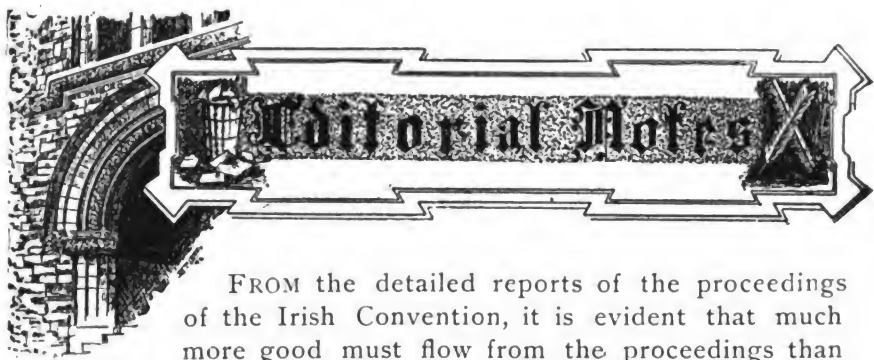 Editorial Notes
FROM the detailed reports of the proceedings
of the Irish Convention, it is evident that much
more good must flow from the proceedings than